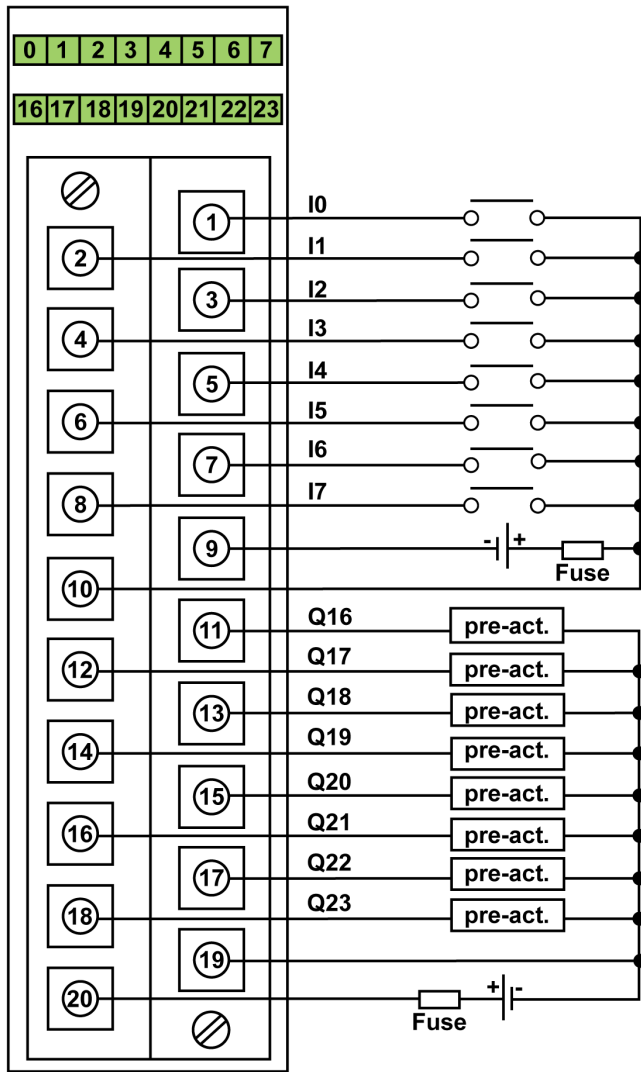 0 1 2 3 4 5 6 7
16 17 18 19 20 21 22 23
1 I0
2 I1
3 I2
4 I3
5 I4
6 I5
7 I6
8 I7
9 - +
Fuse
10
11 Q16 pre-act.
12 Q17 pre-act.
13 Q18 pre-act.
14 Q19 pre-act.
15 Q20 pre-act.
16 Q21 pre-act.
17 Q22 pre-act.
18 Q23 pre-act.
19
20 + -
Fuse